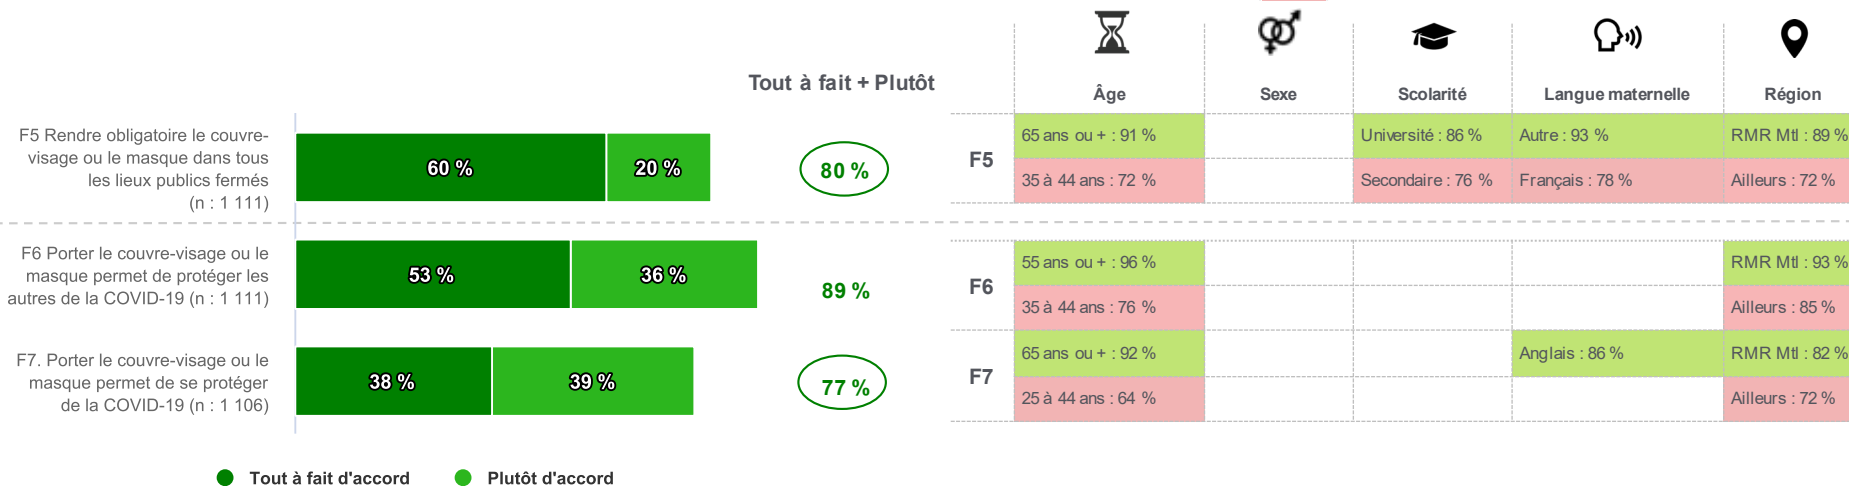 Tout à fait + Plutôt
Âge
Sexe
Scolarité
Langue maternelle
Région
F5 Rendre obligatoire le couvre-
visage ou le masque dans tous
les lieux publics fermés
(n : 1 111)
60 %
20 %
80 %
F5
65 ans ou + : 91 %
Université : 86 %
Autre : 93 %
RMR Mtl : 89 %
35 à 44 ans : 72 %
Secondaire : 76 %
Français : 78 %
Ailleurs : 72 %
F6 Porter le couvre-visage ou le
masque permet de protéger les
autres de la COVID-19 (n : 1 111)
53 %
36 %
89 %
F6
55 ans ou + : 96 %
RMR Mtl : 93 %
35 à 44 ans : 76 %
Ailleurs : 85 %
F7. Porter le couvre-visage ou le
masque permet de se protéger
de la COVID-19 (n : 1 106)
38 %
39 %
77 %
F7
65 ans ou + : 92 %
Anglais : 86 %
RMR Mtl : 82 %
25 à 44 ans : 64 %
Ailleurs : 72 %
Tout à fait d'accord
Plutôt d'accord